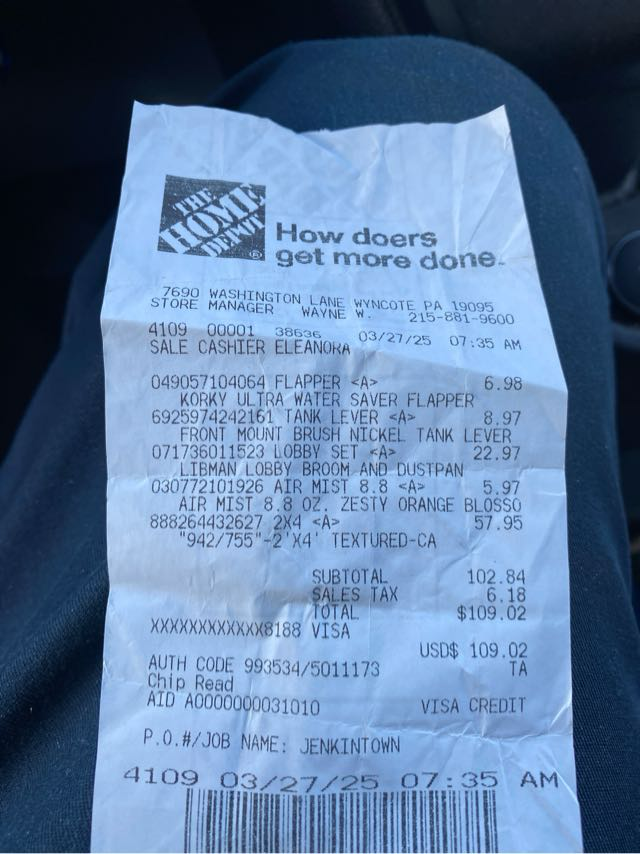 THE
HOME
DEPOT
®
How doers
get more done.
7690 WASHINGTON LANE WYNCOTE PA 19095
STORE MANAGER WAYNE W. 215-881-9600
4109 00001 38636 03/27/25 07:35 AM
SALE CASHIER ELEANORA
049057104064 FLAPPER <A> 6.98
KORKY ULTRA WATER SAVER FLAPPER
6925974242161 TANK LEVER <A> 8.97
FRONT MOUNT BRUSH NICKEL TANK LEVER
071736011523 LOBBY SET <A> 22.97
LIBMAN LOBBY BROOM AND DUSTPAN
030772101926 AIR MIST 8.8 <A> 5.97
AIR MIST 8.8 OZ. ZESTY ORANGE BLOSSO
888264432627 2X4 <A> 57.95
"942/755"-2'X4' TEXTURED-CA
SUBTOTAL 102.84
SALES TAX 6.18
TOTAL $109.02
XXXXXXXXXXXX8188 VISA
USD$ 109.02
AUTH CODE 993534/5011173 TA
Chip Read
AID A0000000031010 VISA CREDIT
P.O.#/JOB NAME: JENKINTOWN
4109 03/27/25 07:35 AM